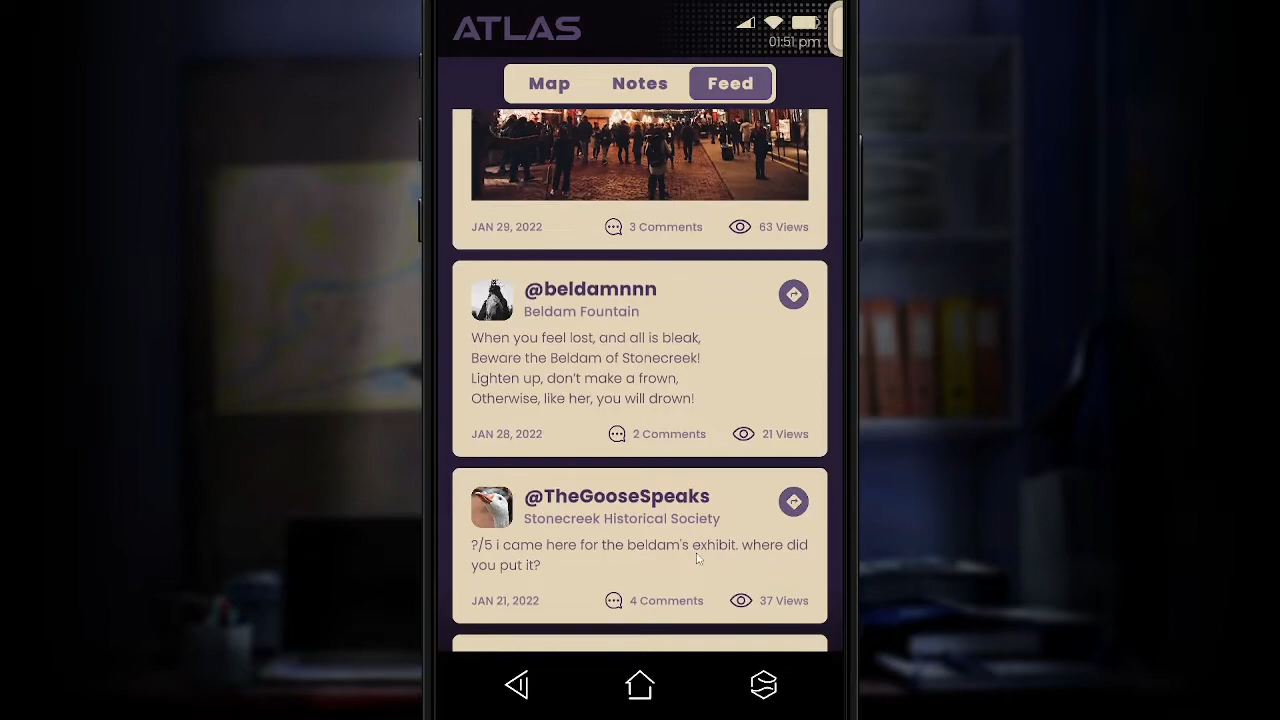 ATLAS
01:51 pm
Map Notes Feed
JAN 29, 2022 3 Comments 63 Views
@beldamnnn
Beldam Fountain
When you feel lost, and all is bleak,
Beware the Beldam of Stonecreek!
Lighten up, don't make a frown,
Otherwise, like her, you will drown!
JAN 28, 2022 2 Comments 21 Views
@TheGooseSpeaks
Stonecreek Historical Society
?/5 i came here for the beldam's exhibit. where did
you put it?
JAN 21, 2022 4 Comments 37 Views